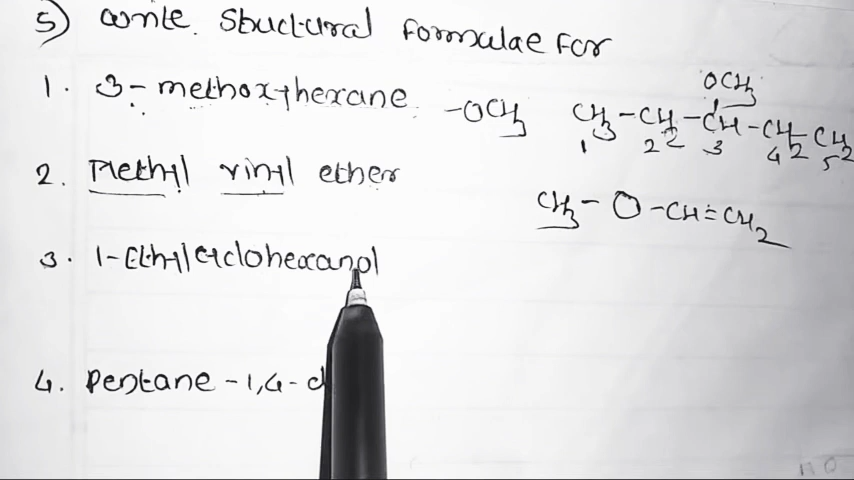 5) Write. Structural Formulae For
1. 3-methoxyhexane -OCH3
OCH3
CH3-CH2-CH-CH2 CH2
1 2 3 4 5
2. Methyl vinyl ether
CH3-O-CH=CH2
3. 1-Ethylcyclohexanol
4. Pentane-1,4-d